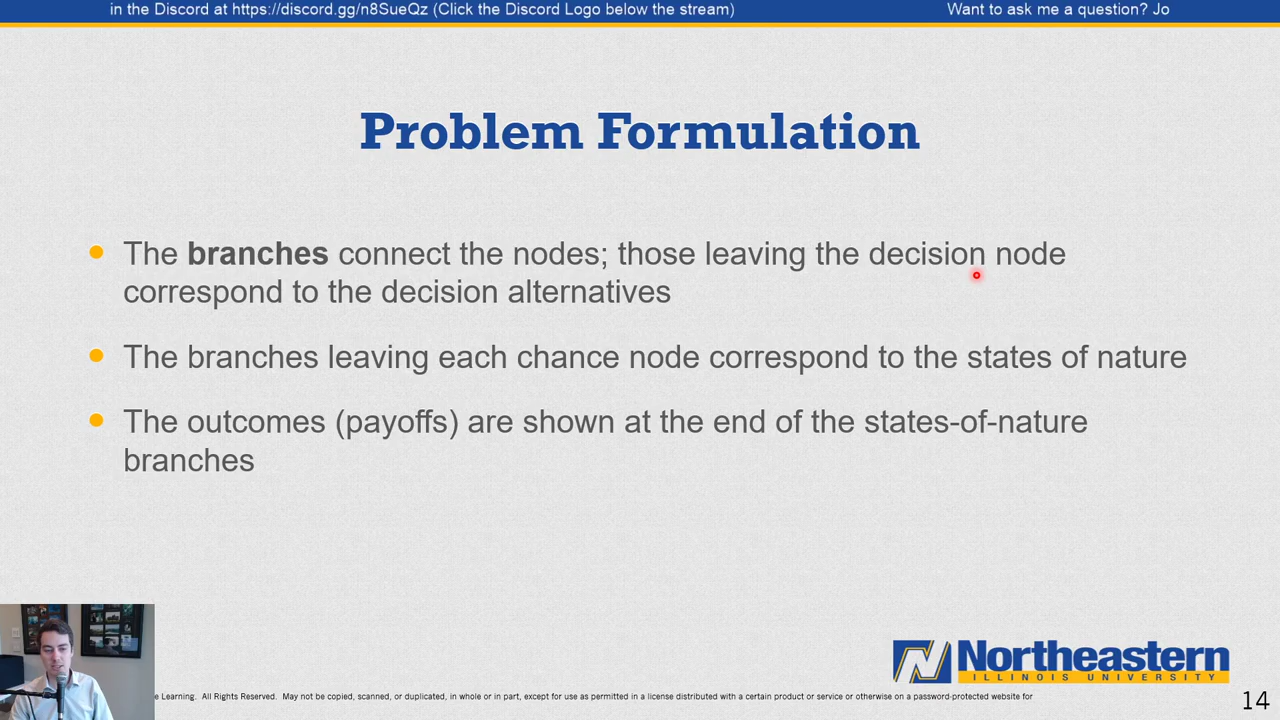 in the Discord at https://discord.gg/n8SueQz (Click the Discord Logo below the stream) Want to ask me a question? Jo
Problem Formulation
The branches connect the nodes; those leaving the decision node
correspond to the decision alternatives
The branches leaving each chance node correspond to the states of nature
The outcomes (payoffs) are shown at the end of the states-of-nature
branches
Northeastern
ILLINOIS UNIVERSITY
e Learning. All Rights Reserved. May not be copied, scanned, or duplicated, in whole or in part, except for use as permitted in a license distributed with a certain product or service or otherwise on a password-protected website for
14